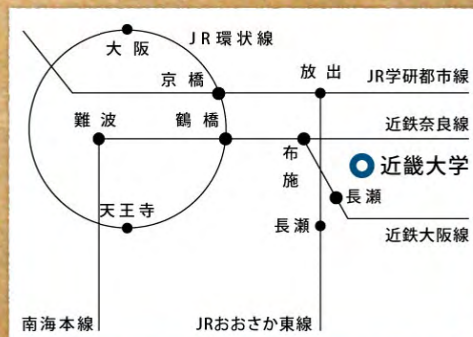 JR環状線
大阪
京橋
放出
JR学研都市線
難波
鶴橋
近鉄奈良線
布施
近畿大学
長瀬
天王寺
長瀬
近鉄大阪線
南海本線
JRおおさか東線